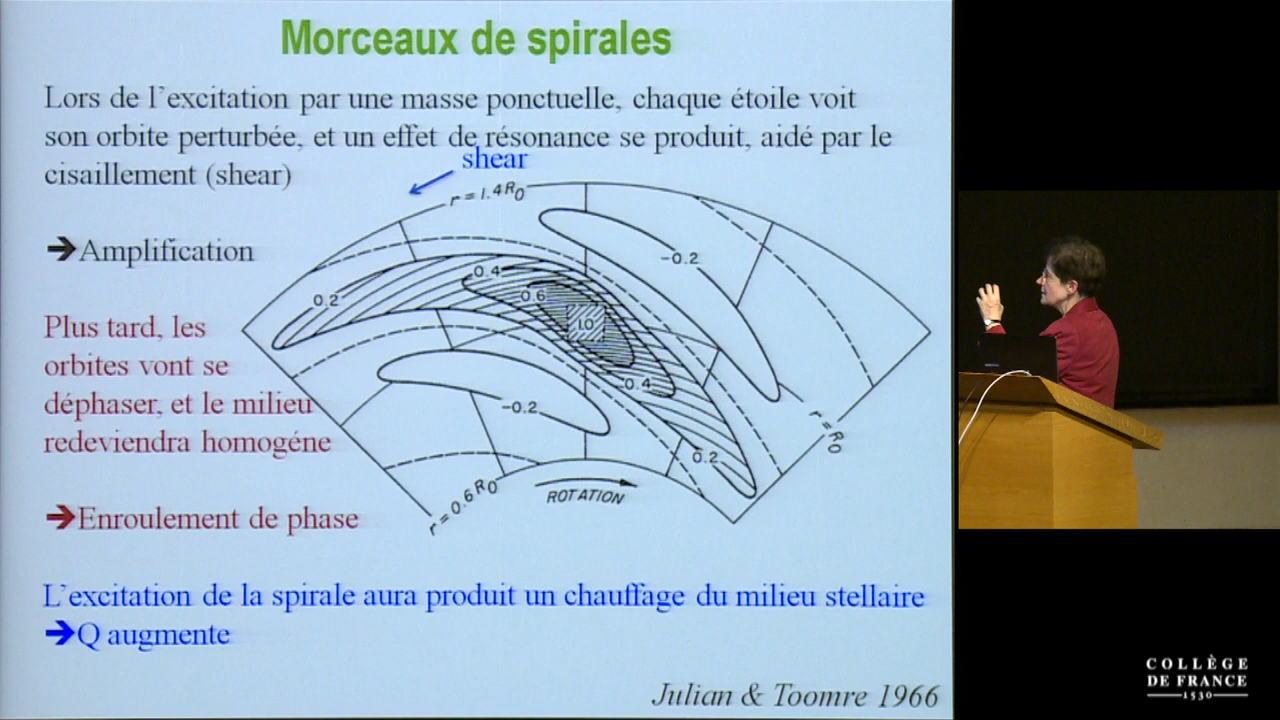 Morceaux de spirales
Lors de l'excitation par une masse ponctuelle, chaque étoile voit
son orbite perturbée, et un effet de résonance se produit, aidé par le
cisaillement (shear)
shear
r = 1.4 R0
➔Amplification
-0.2
0.4
0.2
0.6
1.0
Plus tard, les
orbites vont se
déphaser, et le milieu
redeviendra homogéne
0.4
-0.2
r = R0
0.2
r = 0.6 R0
ROTATION
➔Enroulement de phase
L'excitation de la spirale aura produit un chauffage du milieu stellaire
➔Q augmente
Julian & Toomre 1966
COLLÈGE
DE FRANCE
1530